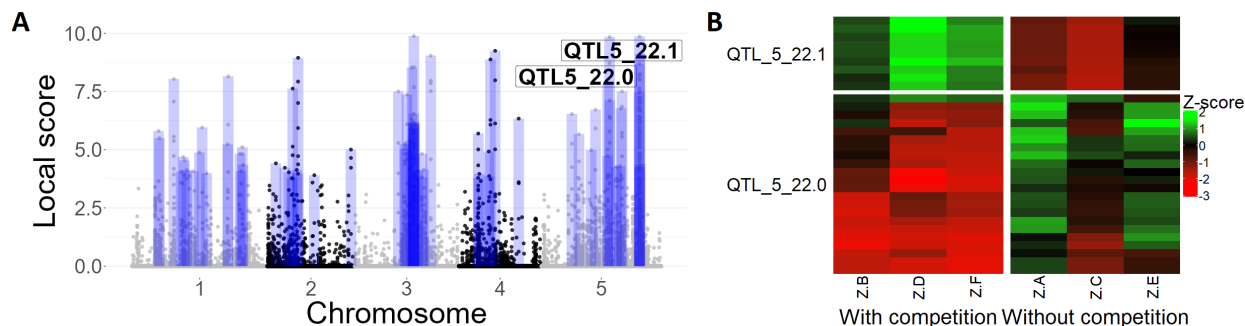 A
Local score
10.0
7.5
5.0
2.5
0.0
QTL5_22.1
QTL5_22.0
1 2 3 4 5
Chromosome
B
QTL_5_22.1
QTL_5_22.0
Z.B Z.D Z.F Z.A Z.C Z.E
With competition Without competition
Z-score
2
1
0
-1
-2
-3